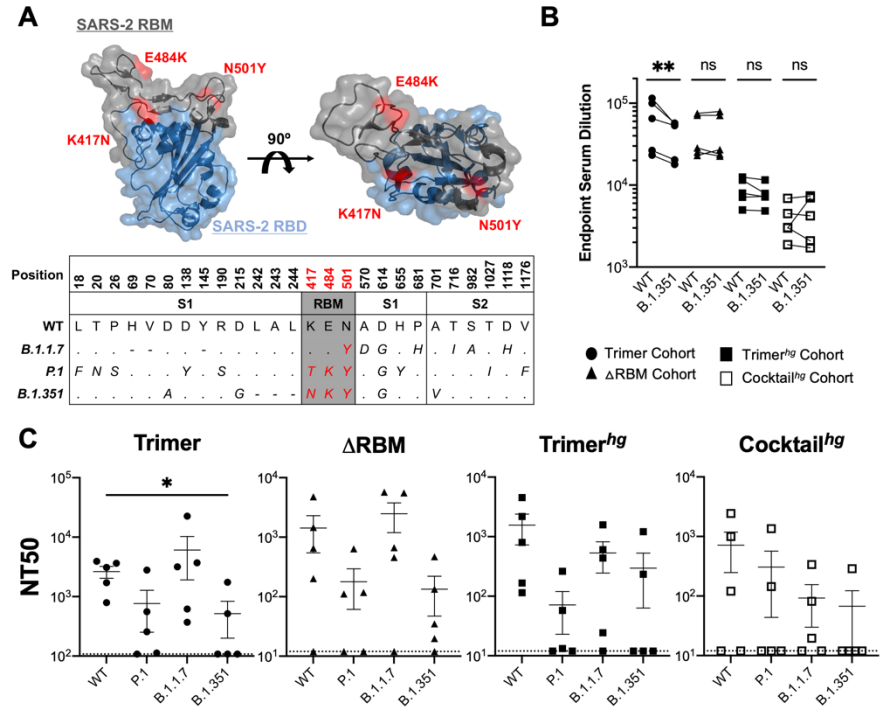 A
SARS-2 RBM
E484K
N501Y
K417N
90º
SARS-2 RBD
E484K
K417N
N501Y
Position 18 20 26 69 70 80 138 145 190 215 242 243 244 417 484 501 570 614 655 681 701 716 982 1027 1118 1176
S1 RBM S1 S2
WT L T P H V D D Y R D L A L K E N A D H P A T S T D V
B.1.1.7 . . . - - . . - . . . . . . . Y D G . H . I A . H .
P.1 F N S . . . Y . S . . . . T K Y . G Y . . . . I . F
B.1.351 . . . . . A . . . G - - - N K Y . G . . V . . . . .
B
** ns ns ns
Endpoint Serum Dilution
10⁵
10⁴
10³
WT B.1.351 WT B.1.351 WT B.1.351 WT B.1.351
Trimer Cohort
Trimerhg Cohort
ΔRBM Cohort
Cocktailhg Cohort
C
Trimer
ΔRBM
Trimerhg
Cocktailhg
NT50
*
10⁵
10⁴
10³
10²
WT P.1 B.1.1.7 B.1.351
10⁴
10³
10²
10¹
WT P.1 B.1.1.7 B.1.351
10⁴
10³
10²
10¹
WT P.1 B.1.1.7 B.1.351
10⁴
10³
10²
10¹
WT P.1 B.1.1.7 B.1.351